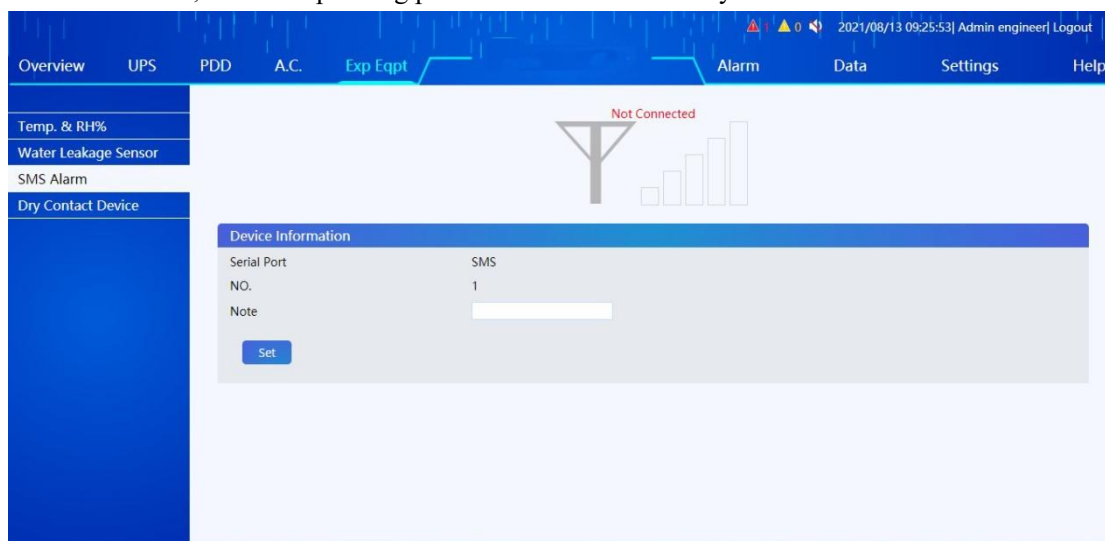 1 0 2021/08/13 09:25:53| Admin engineer| Logout
Overview UPS PDD A.C. Exp Eqpt Alarm Data Settings Help
Temp. & RH%
Water Leakage Sensor
SMS Alarm
Dry Contact Device
Not Connected
Device Information
Serial Port SMS
NO. 1
Note
Set